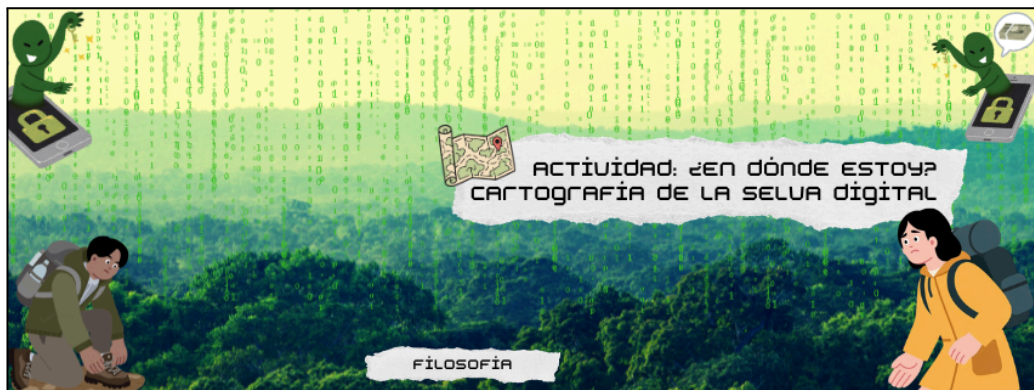 ACTIVIDAD: ¿EN DÓNDE ESTOY?
CARTOGRAFÍA DE LA SELVA DIGITAL
FILOSOFÍA